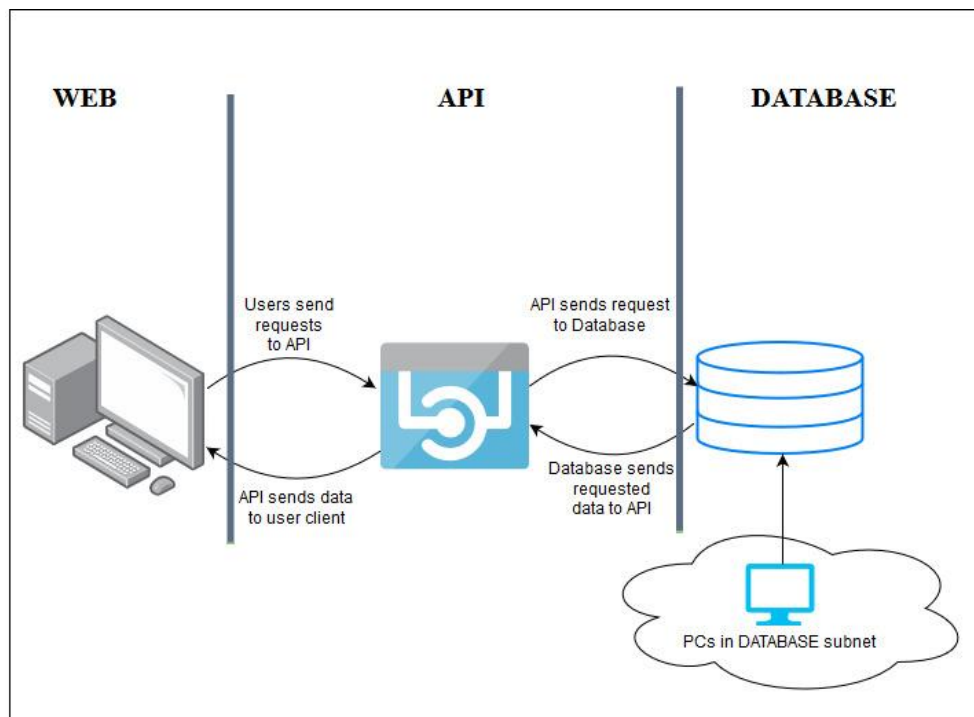 WEB
API
DATABASE
Users send
requests
to API
API sends request
to Database
API sends data
to user client
Database sends
requested
data to API
PCs in DATABASE subnet